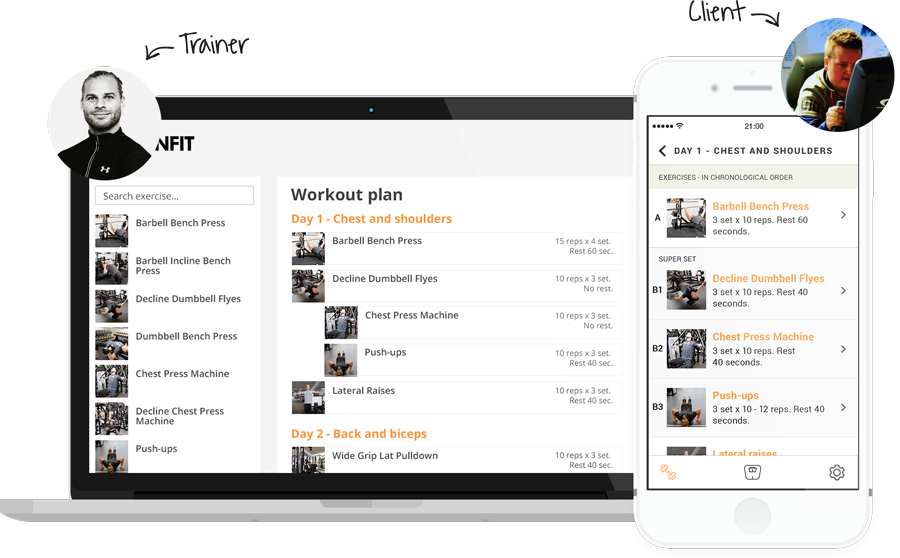 Client
Trainer
NFIT
Search exercise...
Barbell Bench Press
Barbell Incline Bench
Press
Decline Dumbbell Flyes
Dumbbell Bench Press
Chest Press Machine
Decline Chest Press
Machine
Push-ups
Workout plan
Day 1 - Chest and shoulders
Barbell Bench Press
15 reps x 4 set.
Rest 60 sec.
Decline Dumbbell Flyes
10 reps x 3 set.
No rest.
Chest Press Machine
10 reps x 3 set.
No rest.
Push-ups
10 reps x 3 set.
Rest 40 sec.
Lateral Raises
10 reps x 3 set.
Rest 40 sec.
Day 2 - Back and biceps
Wide Grip Lat Pulldown
10 reps x 3 set.
Rest 40 sec.
21:00
DAY 1 - CHEST AND SHOULDERS
EXERCISES - IN CHRONOLOGICAL ORDER
A
Barbell Bench Press
3 set x 10 reps. Rest 60
seconds.
SUPER SET
B1
Decline Dumbbell Flyes
3 set x 10 reps. Rest 40
seconds.
B2
Chest Press Machine
3 set x 10 reps. Rest
40 seconds.
B3
Push-ups
3 set x 10 - 12 reps. Rest 40
seconds.
Lateral raises